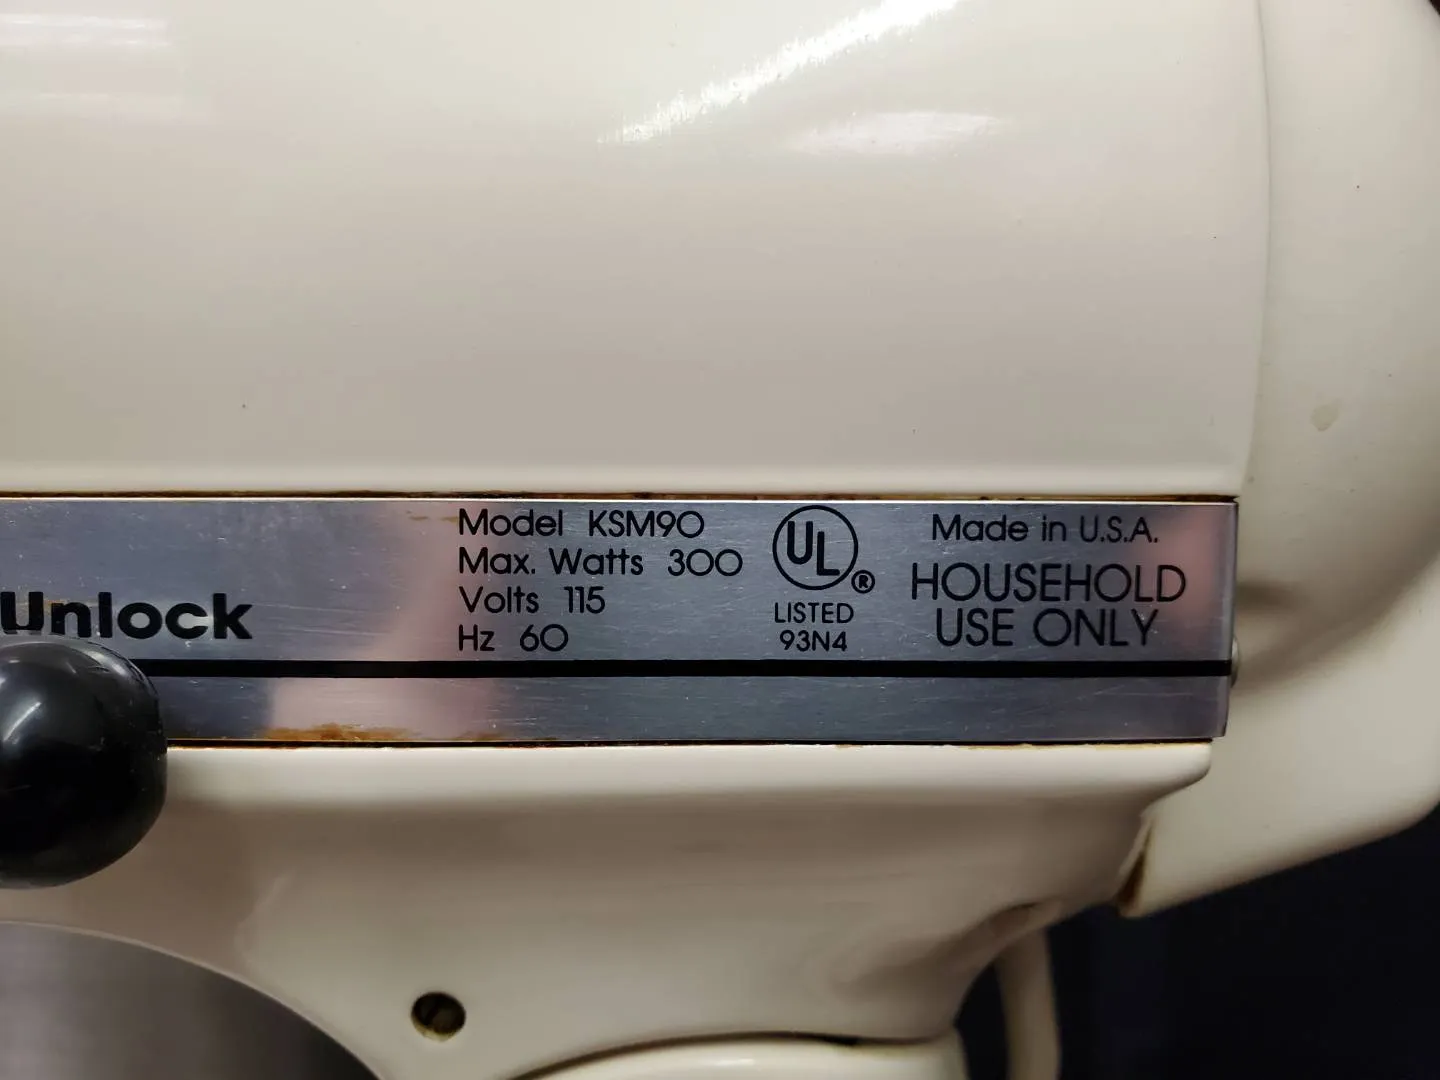 Unlock
Model KSM90
Max. Watts 300
Volts 115
Hz 60
UL
®
LISTED
93N4
Made in U.S.A.
HOUSEHOLD
USE ONLY